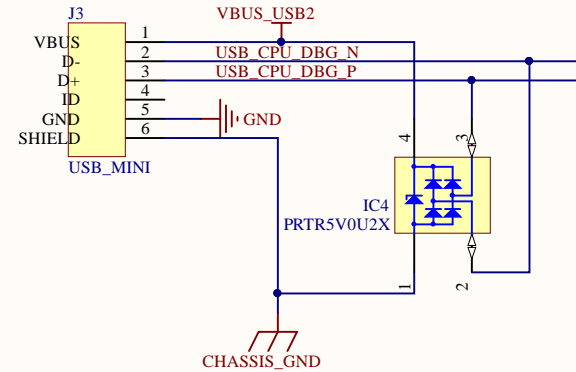 J3
VBUS_USB2
VBUS 1
D- 2 USB_CPU_DBG_N
D+ 3 USB_CPU_DBG_P
ID 4
GND 5 GND
SHIELD 6
USB_MINI
4
3
IC4
PRTR5V0U2X
1
2
CHASSIS_GND